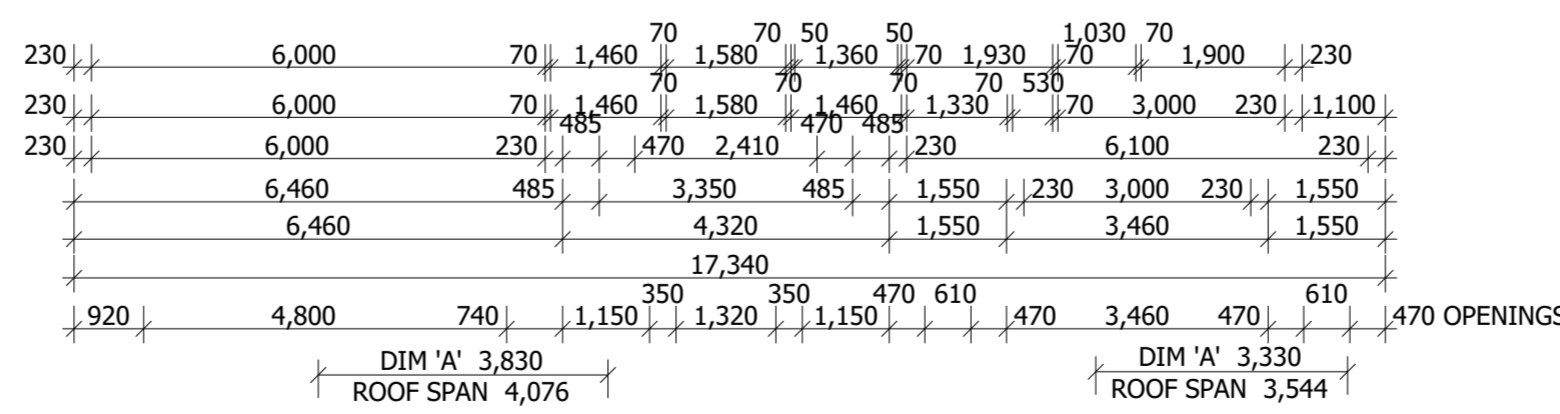 70 70 50 50 1,030 70
230 6,000 70 1,460 1,580 1,360 70 1,930 70 1,900 230
70 70 70 70 530
230 6,000 70 1,460 1,580 1,460 1,330 70 3,000 230 1,100
485 470 485
230 6,000 230 470 2,410 230 6,100 230
6,460 485 3,350 485 1,550 230 3,000 230 1,550
6,460 4,320 1,550 3,460 1,550
17,340
350 350 470 610 610
920 4,800 740 1,150 1,320 1,150 470 3,460 470 470 OPENINGS
DIM 'A' 3,830 DIM 'A' 3,330
ROOF SPAN 4,076 ROOF SPAN 3,544